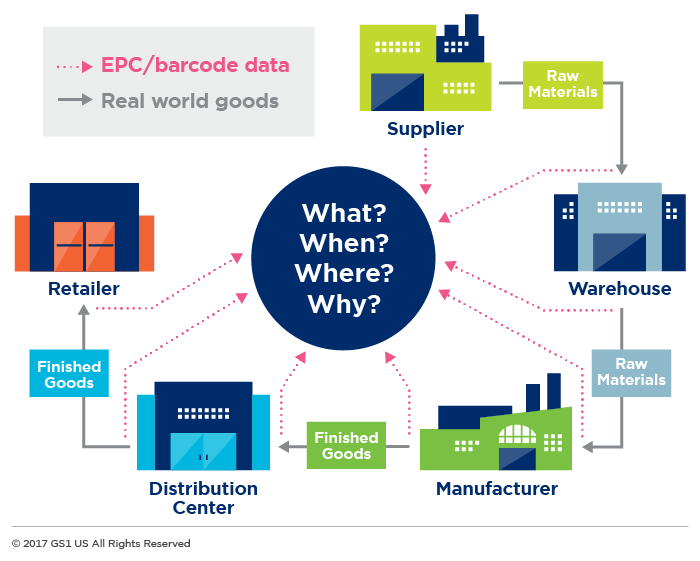 EPC/barcode data
Real world goods
Supplier
Raw
Materials
What?
When?
Where?
Why?
Retailer
Warehouse
Finished
Goods
Raw
Materials
Finished
Goods
Distribution
Center
Manufacturer
© 2017 GS1 US All Rights Reserved